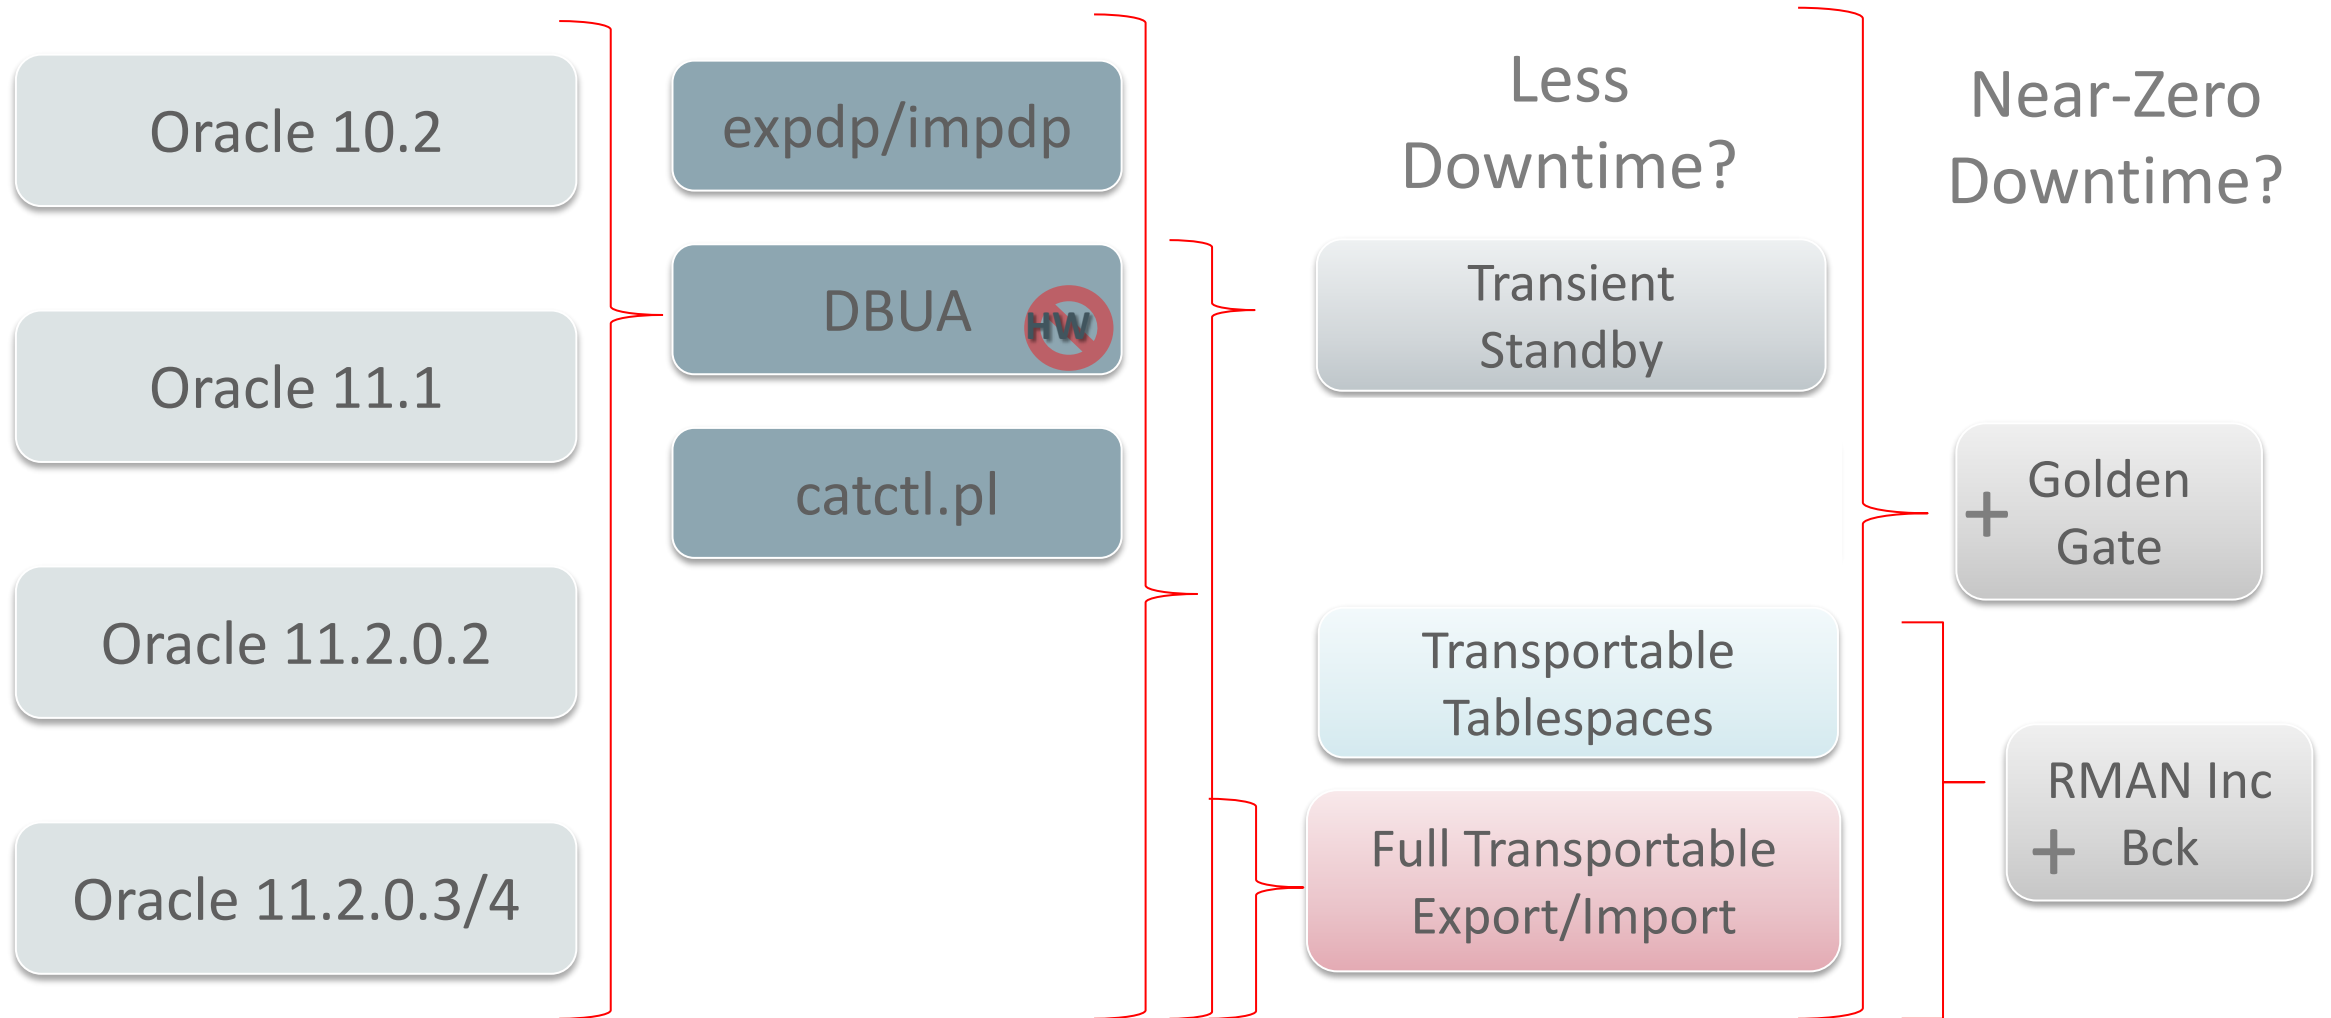 Oracle 10.2
Oracle 11.1
Oracle 11.2.0.2
Oracle 11.2.0.3/4
expdp/impdp
DBUA
HW
catctl.pl
Less
Downtime?
Transient
Standby
Transportable
Tablespaces
Full Transportable
Export/Import
Near-Zero
Downtime?
Golden
+
Gate
RMAN Inc
+ Bck